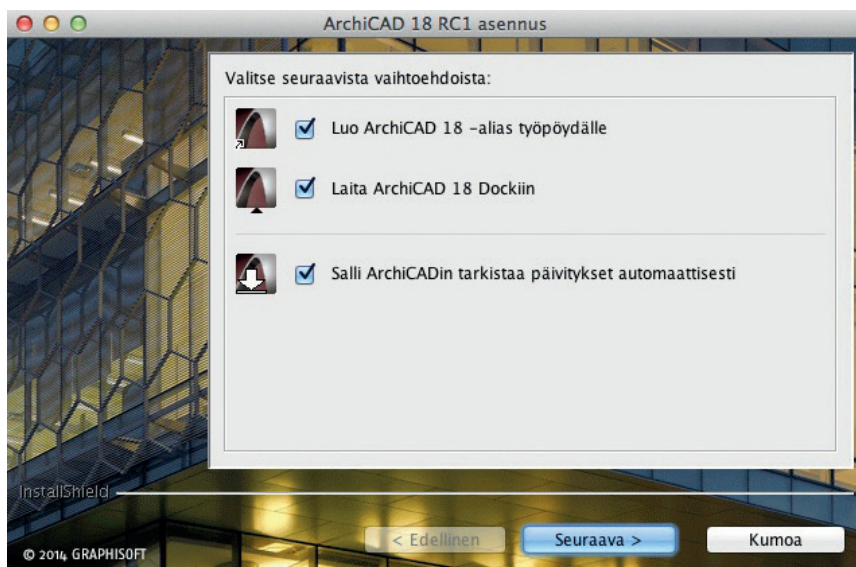 ArchiCAD 18 RC1 asennus
Valitse seuraavista vaihtoehdoista:
Luo ArchiCAD 18 -alias työpöydälle
Laita ArchiCAD 18 Dockiin
Salli ArchiCADin tarkistaa päivitykset automaattisesti
InstallShield
< Edellinen
Seuraava >
Kumoa
© 2014 GRAPHISOFT